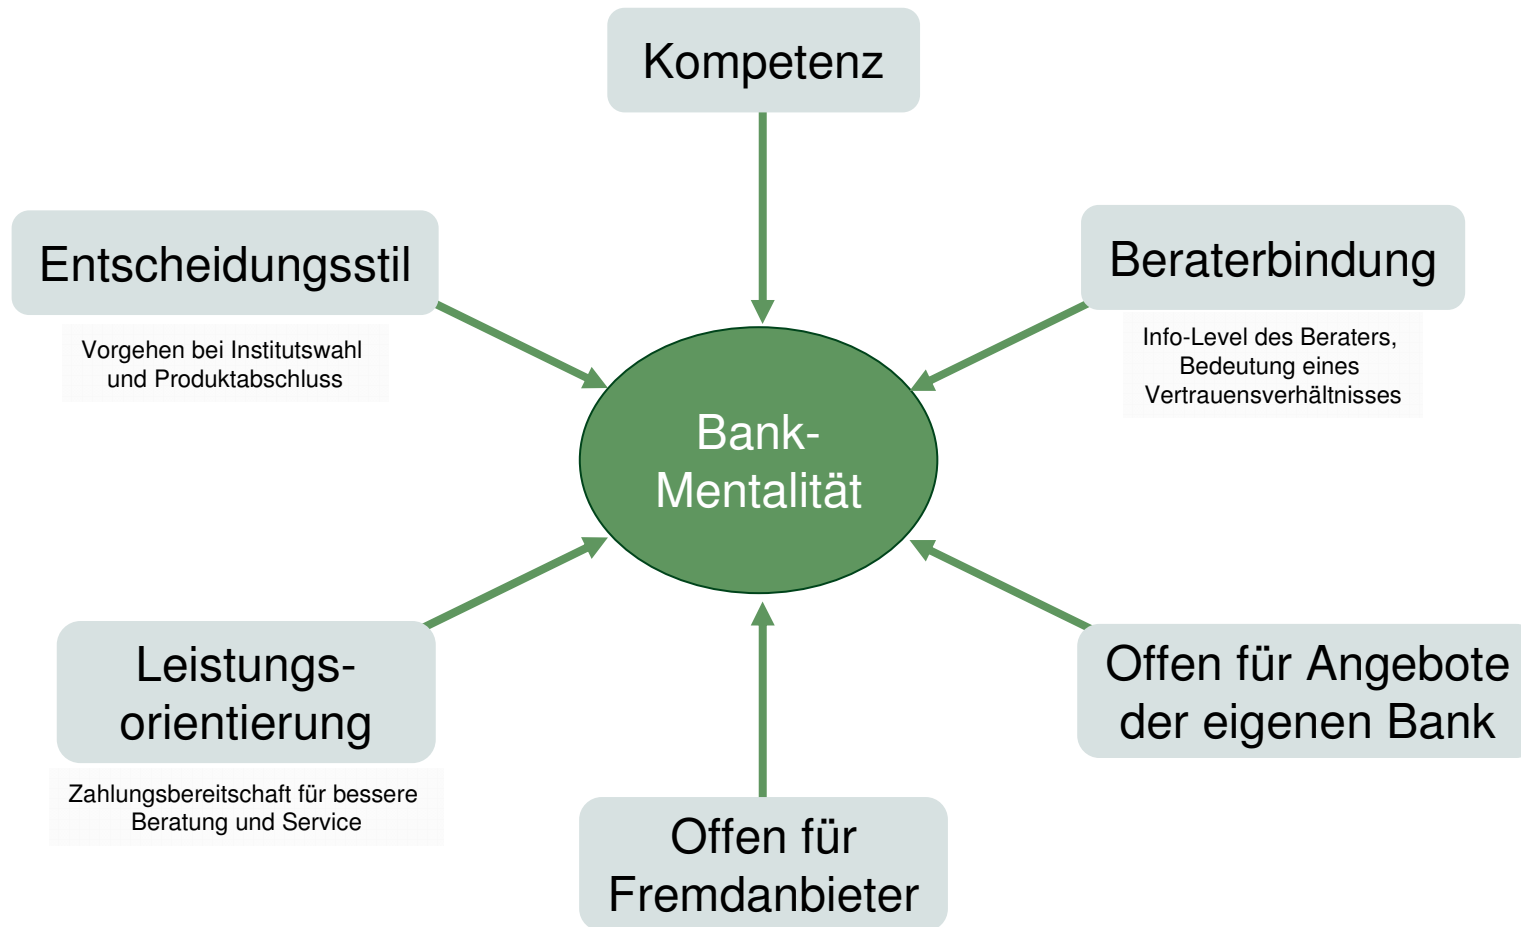 Kompetenz
Entscheidungsstil
Vorgehen bei Institutswahl
und Produktabschluss
Beraterbindung
Info-Level des Beraters,
Bedeutung eines
Vertrauensverhältnisses
Bank-
Mentalität
Leistungs-
orientierung
Zahlungsbereitschaft für bessere
Beratung und Service
Offen für
Fremdanbieter
Offen für Angebote
der eigenen Bank